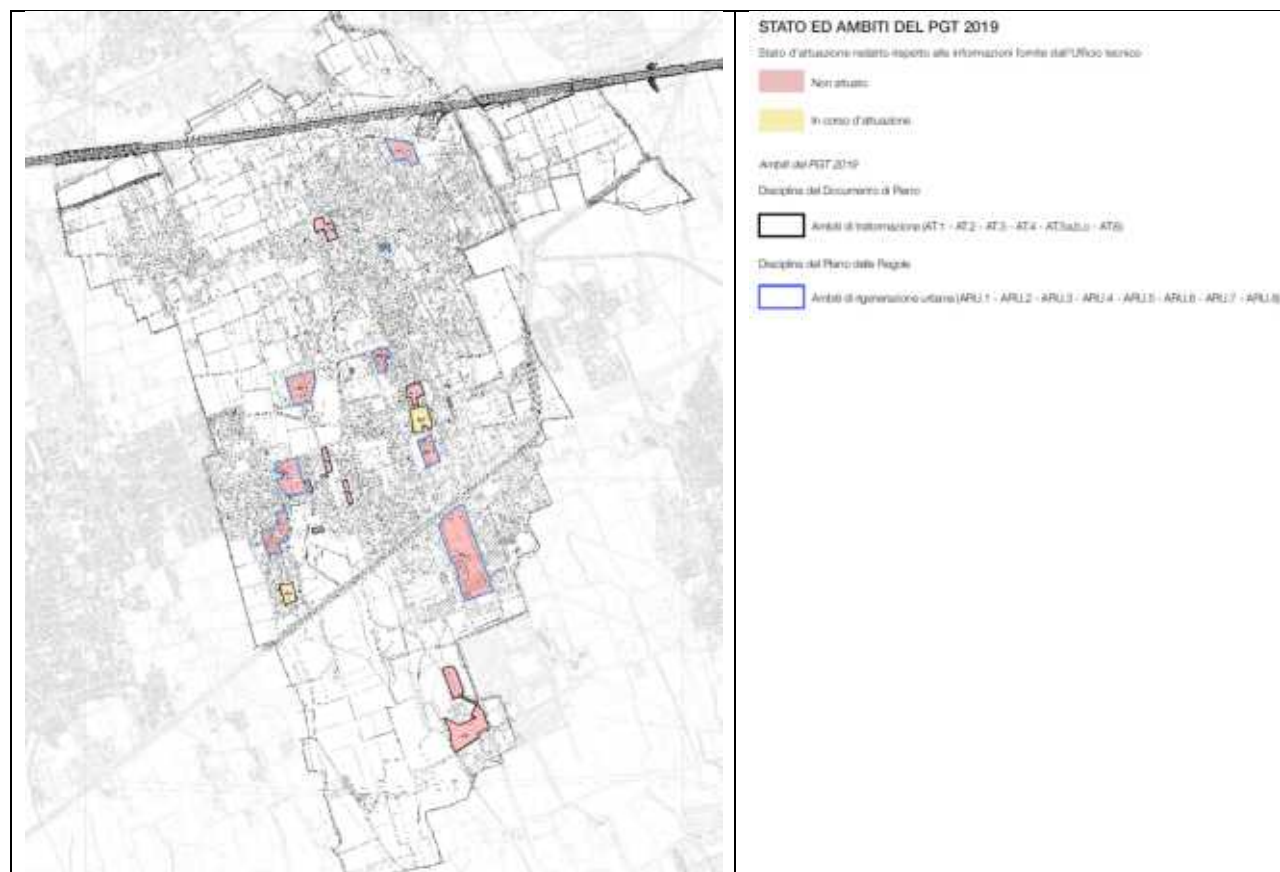 STATO ED AMBITI DEL PGT 2019
Stato d'attuazione redatto rispetto alle informazioni fornite dall'Ufficio tecnico
Non attuato
In corso d'attuazione
Ambiti del PGT 2019
Disciplina del Documento di Piano
Ambiti di trasformazione (AT.1 - AT.2 - AT.3 - AT.4 - AT.5a,b,c - AT.6)
Disciplina del Piano delle Regole
Ambiti di rigenerazione urbana (ARU.1 - ARU.2 - ARU.3 - ARU.4 - ARU.5 - ARU.6 - ARU.7 - ARU.8)